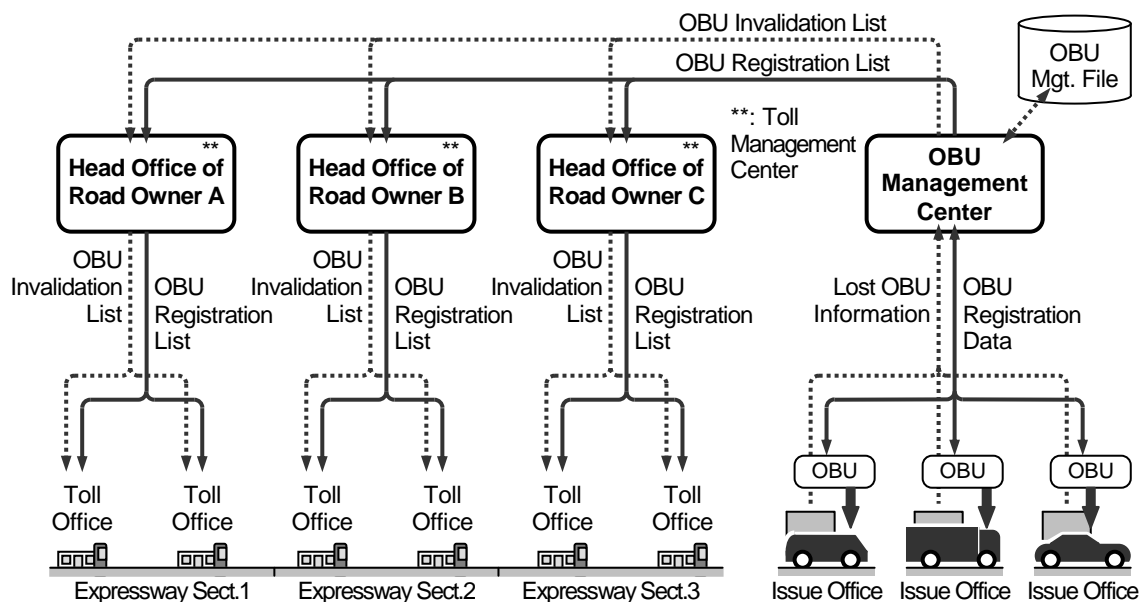 OBU Invalidation List
OBU Registration List
OBU
Mgt. File
**: Toll
Management
Center
**
Head Office of
Road Owner A
**
Head Office of
Road Owner B
**
Head Office of
Road Owner C
OBU
Management
Center
OBU
Invalidation
List
OBU
Registration
List
OBU
Invalidation
List
OBU
Registration
List
OBU
Invalidation
List
OBU
Registration
List
Lost OBU
Information
OBU
Registration
Data
OBU
OBU
OBU
Toll
Office
Toll
Office
Toll
Office
Toll
Office
Toll
Office
Toll
Office
Expressway Sect.1
Expressway Sect.2
Expressway Sect.3
Issue Office
Issue Office
Issue Office